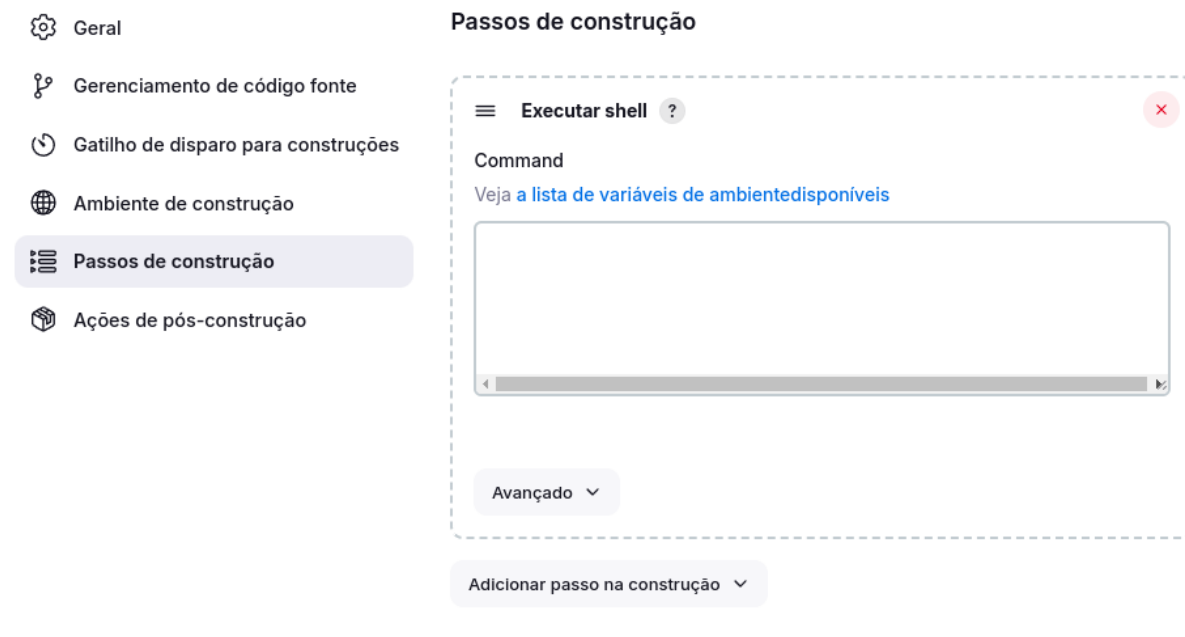 Geral
Gerenciamento de código fonte
Gatilho de disparo para construções
Ambiente de construção
Passos de construção
Ações de pós-construção
Passos de construção
Executar shell ?
Command
Veja a lista de variáveis de ambientedisponíveis
Avançado
Adicionar passo na construção